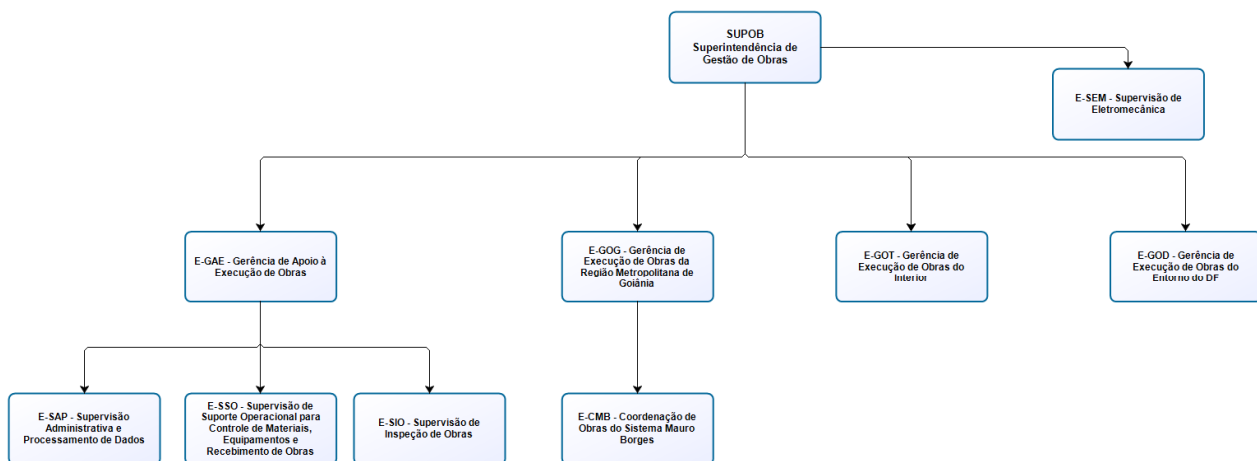 SUPOB
Superintendência de
Gestão de Obras
E-SEM - Supervisão de
Eletromecânica
E-GAE - Gerência de Apoio à
Execução de Obras
E-GOG - Gerência de
Execução de Obras da
Região Metropolitana de
Goiânia
E-GOT - Gerência de
Execução de Obras do
Interior
E-GOD - Gerência de
Execução de Obras do
Entorno do DF
E-SAP - Supervisão
Administrativa e
Processamento de Dados
E-SSO - Supervisão de
Suporte Operacional para
Controle de Materiais,
Equipamentos e
Recebimento de Obras
E-SIO - Supervisão de
Inspeção de Obras
E-CMB - Coordenação de
Obras do Sistema Mauro
Borges